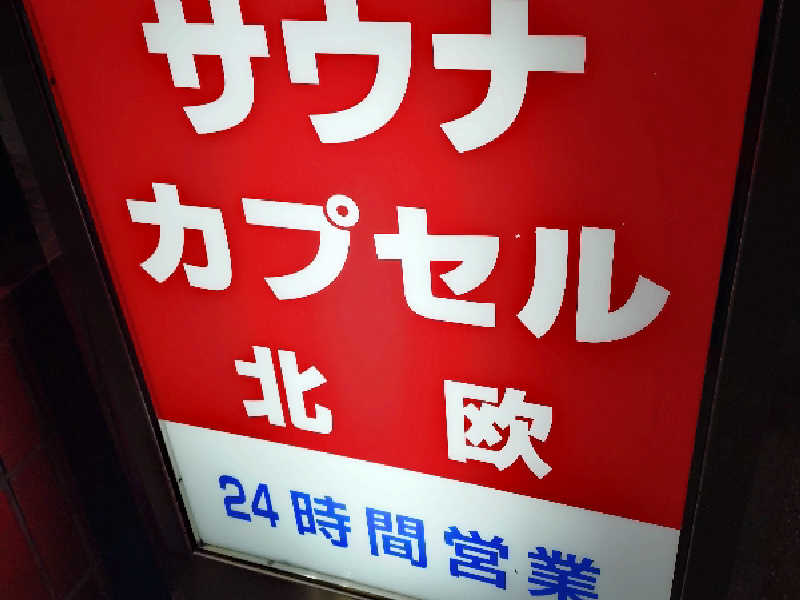 サウナ
カプセル
北欧
24時間営業